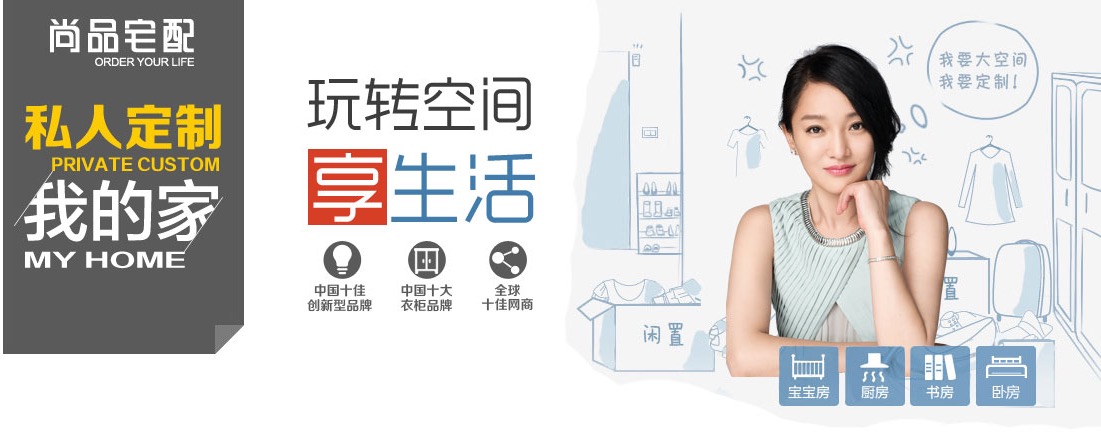 尚品宅配
ORDER YOUR LIFE
私人定制
PRIVATE CUSTOM
我的家
MY HOME
玩转空间
享生活
中国十佳
创新型品牌
中国十大
衣柜品牌
全球
十佳网商
我要大空间
我要定制!
闲置
置
宝宝房
厨房
书房
卧房